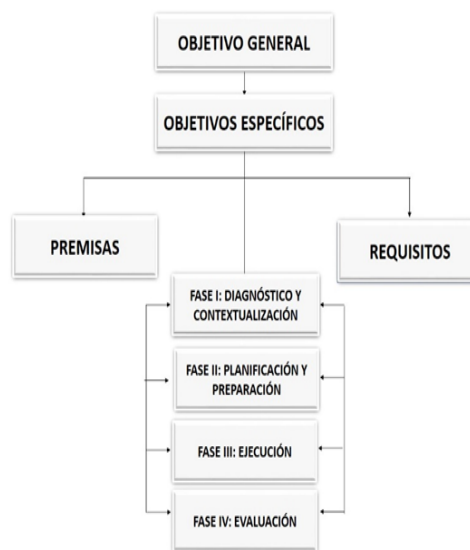 OBJETIVO GENERAL
OBJETIVOS ESPECÍFICOS
PREMISAS
REQUISITOS
FASE I: DIAGNÓSTICO Y
CONTEXTUALIZACIÓN
FASE II: PLANIFICACIÓN Y
PREPARACIÓN
FASE III: EJECUCIÓN
FASE IV: EVALUACIÓN